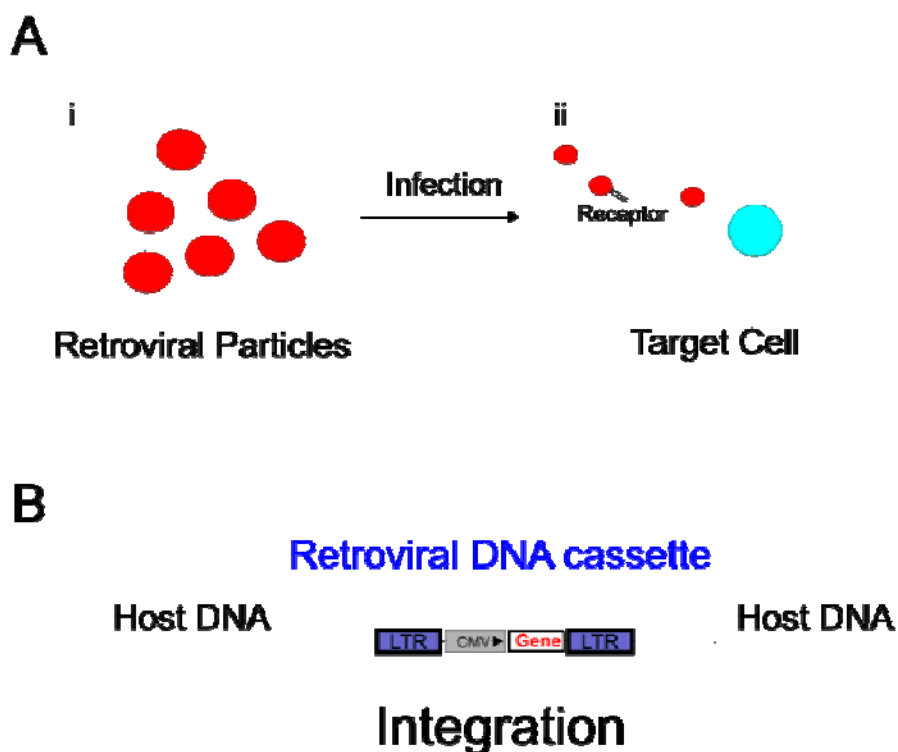 A
i
ii
Infection
Receptor
Retroviral Particles
Target Cell
B
Retroviral DNA cassette
Host DNA
Host DNA
LTR CMV Gene LTR
Integration